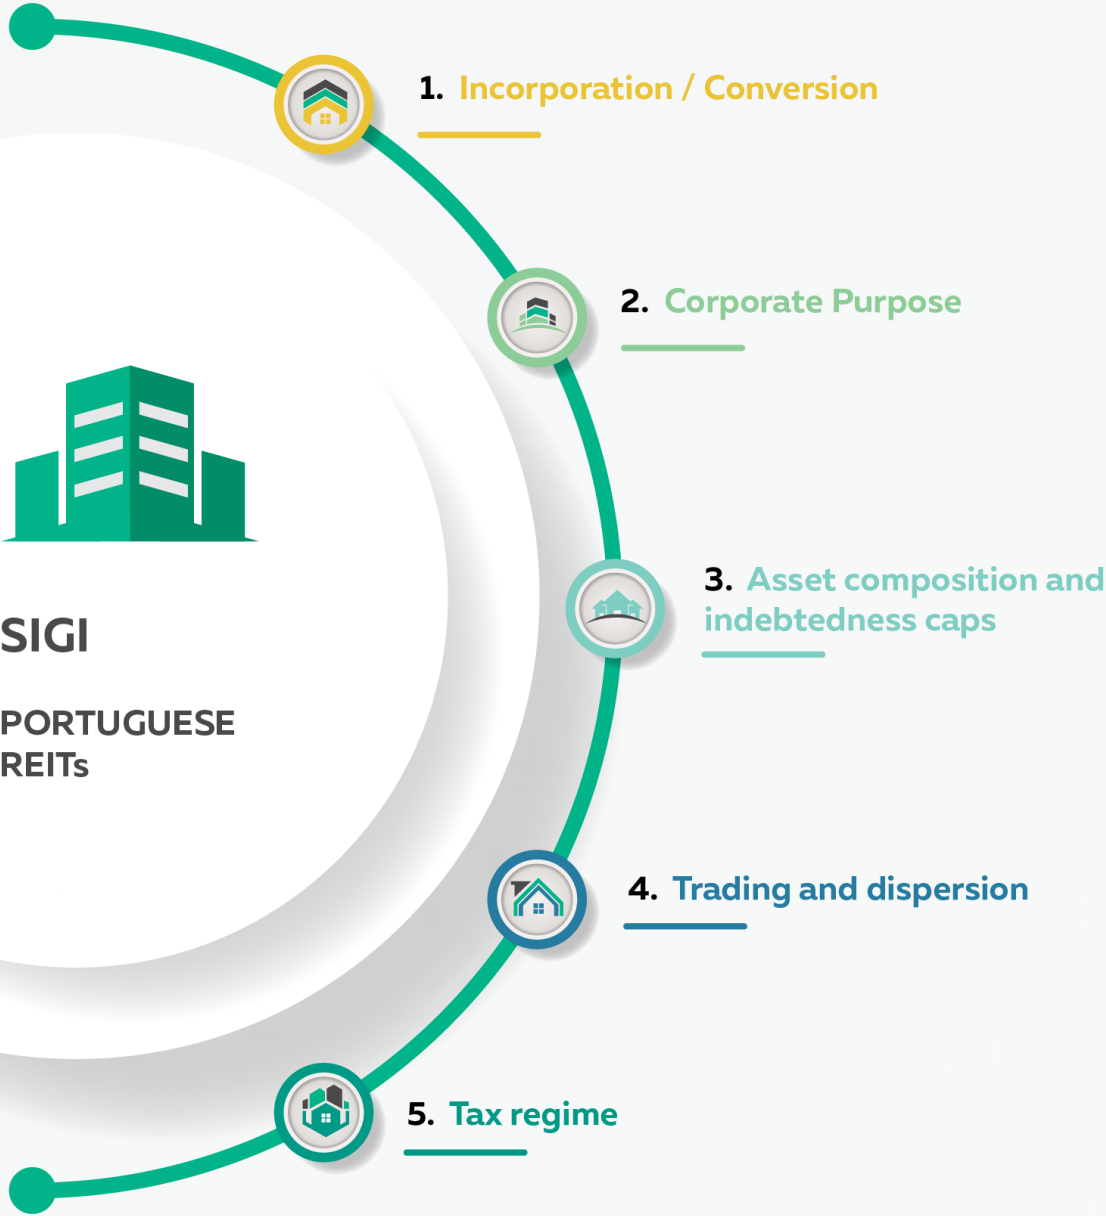 SIGI
PORTUGUESE
REITs
1. Incorporation / Conversion
2. Corporate Purpose
3. Asset composition and
indebtedness caps
4. Trading and dispersion
5. Tax regime